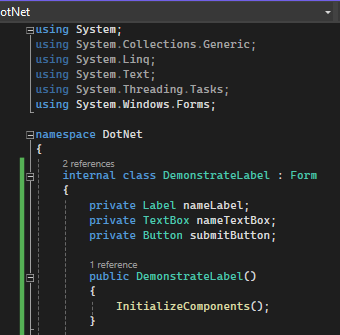 otNet
using System;
using System.Collections.Generic;
using System.Linq;
using System.Text;
using System.Threading.Tasks;
using System.Windows.Forms;
namespace DotNet
{
2 references
internal class DemonstrateLabel : Form
{
private Label nameLabel;
private TextBox nameTextBox;
private Button submitButton;
1 reference
public DemonstrateLabel()
{
InitializeComponents();
}